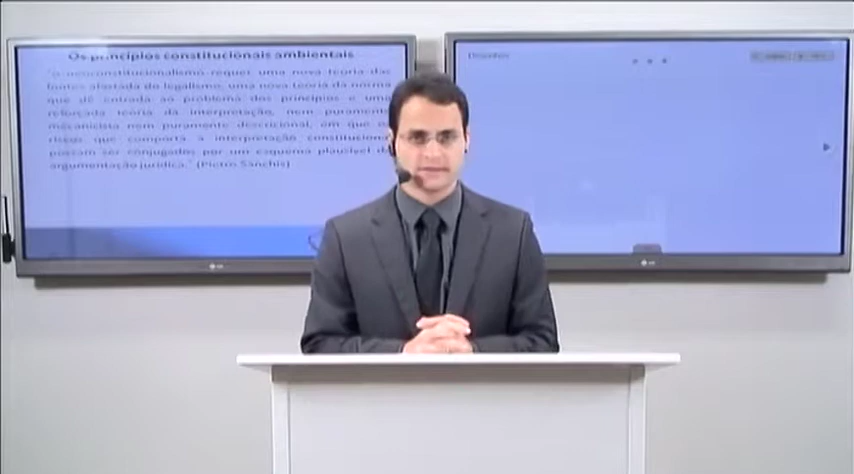 Os princípios constitucionais ambientais
"o neoconstitucionalismo requer uma nova teoria das
fontes afastada do legalismo, uma nova teoria da norma
que dê entrada ao problema dos princípios e uma
reforçada teoria da interpretação, nem puramente
mecanicista nem puramente discricional, em que os
riscos que comporta a interpretação constitucional
possam ser conjugados por um esquema plausível de
argumentação jurídica." (Pietro Sanchís)
LG
LG